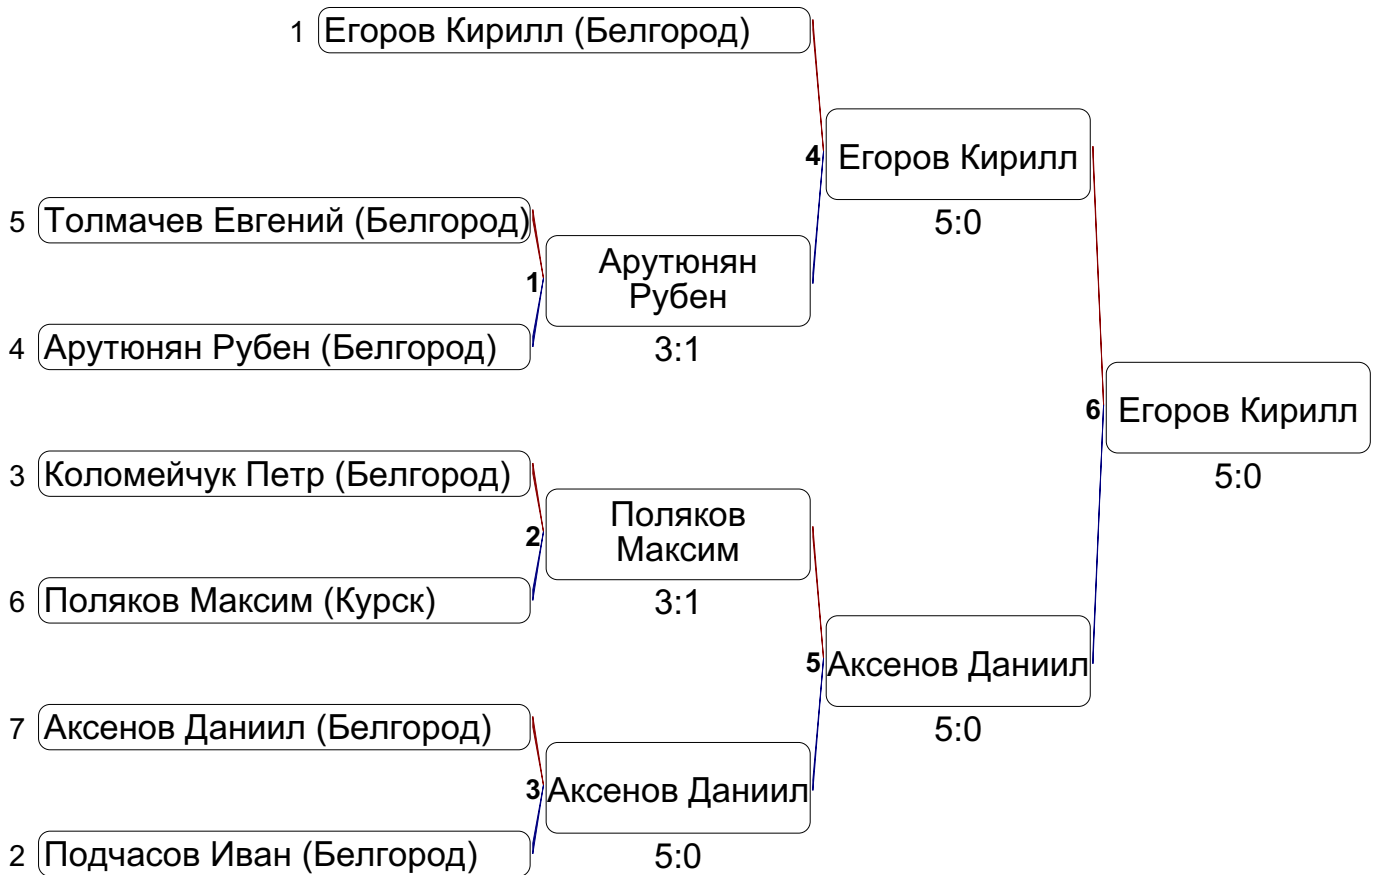 1 Егоров Кирилл (Белгород)
4 Егоров Кирилл
5:0
5 Толмачев Евгений (Белгород)
1 Арутюнян
Рубен
3:1
4 Арутюнян Рубен (Белгород)
6 Егоров Кирилл
5:0
3 Коломейчук Петр (Белгород)
2 Поляков
Максим
3:1
6 Поляков Максим (Курск)
5 Аксенов Даниил
5:0
7 Аксенов Даниил (Белгород)
3 Аксенов Даниил
5:0
2 Подчасов Иван (Белгород)